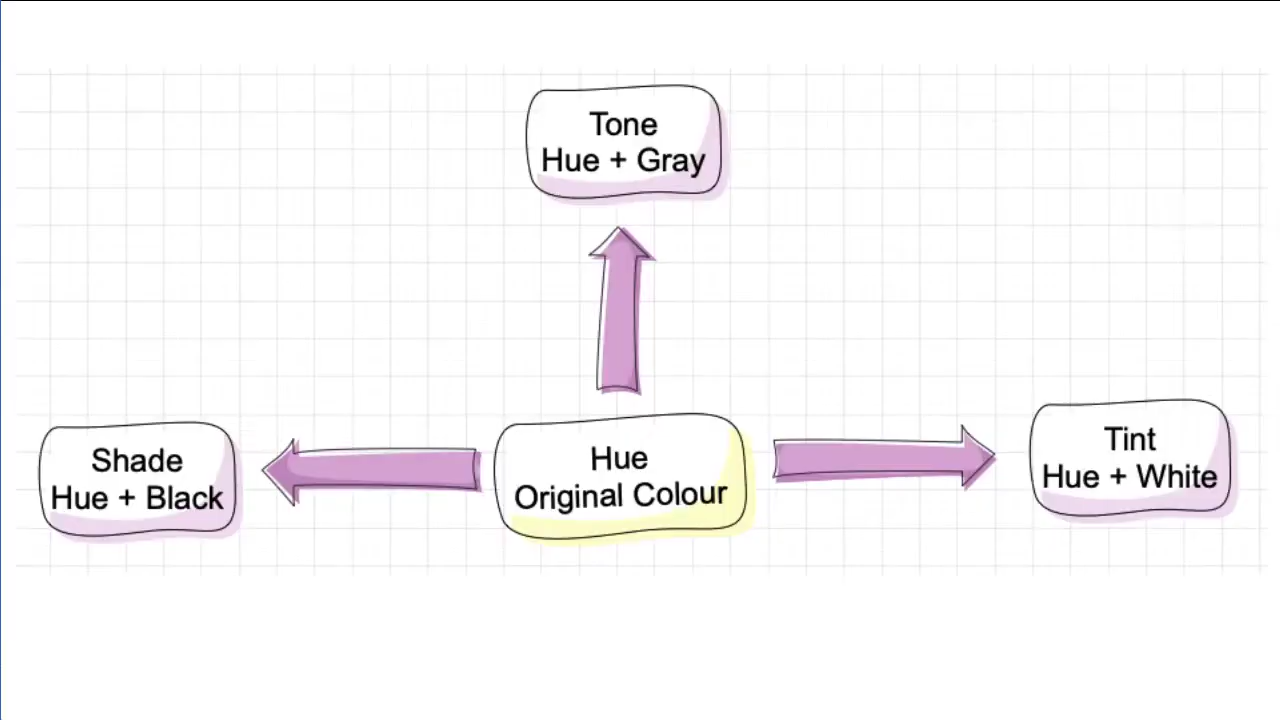 Tone
Hue + Gray
Shade
Hue + Black
Hue
Original Colour
Tint
Hue + White